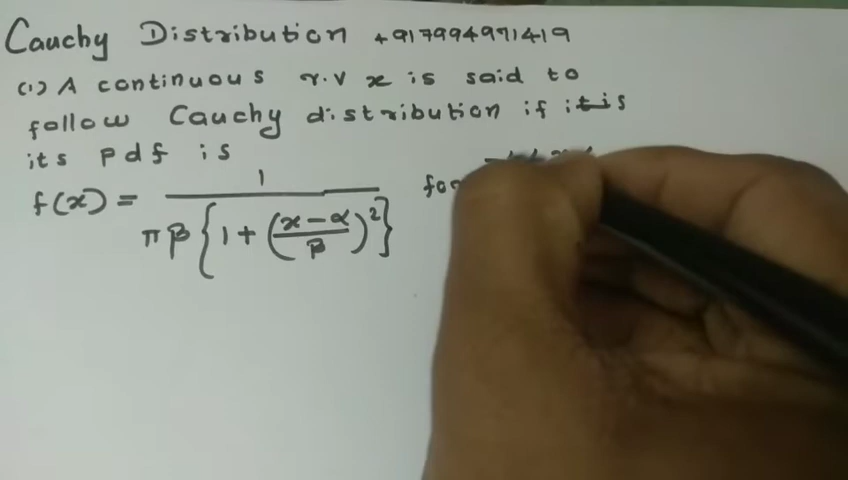 Cauchy Distribution +917994971419
(1) A continuous r.v x is said to
follow Cauchy distribution if it is
its pdf is
f(x) = 1 / πβ{1+(x-α/β)²} for